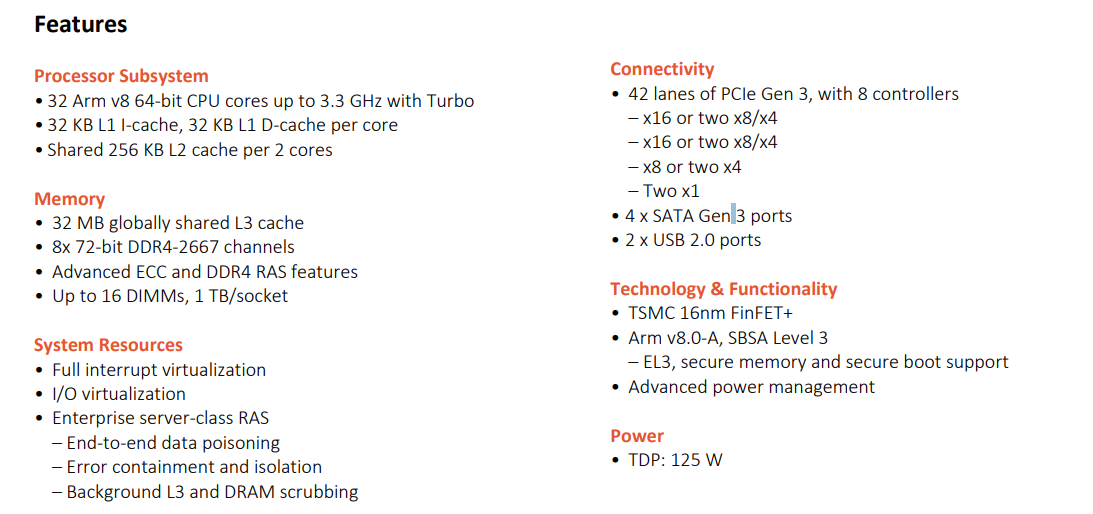 Features
Processor Subsystem
• 32 Arm v8 64-bit CPU cores up to 3.3 GHz with Turbo
• 32 KB L1 I-cache, 32 KB L1 D-cache per core
• Shared 256 KB L2 cache per 2 cores
Memory
• 32 MB globally shared L3 cache
• 8x 72-bit DDR4-2667 channels
• Advanced ECC and DDR4 RAS features
• Up to 16 DIMMs, 1 TB/socket
System Resources
• Full interrupt virtualization
• I/O virtualization
• Enterprise server-class RAS
– End-to-end data poisoning
– Error containment and isolation
– Background L3 and DRAM scrubbing
Connectivity
• 42 lanes of PCIe Gen 3, with 8 controllers
– x16 or two x8/x4
– x16 or two x8/x4
– x8 or two x4
– Two x1
• 4 x SATA Gen 3 ports
• 2 x USB 2.0 ports
Technology & Functionality
• TSMC 16nm FinFET+
• Arm v8.0-A, SBSA Level 3
– EL3, secure memory and secure boot support
• Advanced power management
Power
• TDP: 125 W